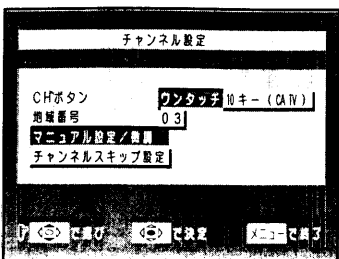 チャンネル設定
CHボタン ワンタッチ 10キー(CATV)
地域番号 03
マニュアル設定/微調
チャンネルスキップ設定
で選び で決定 メニューで終了